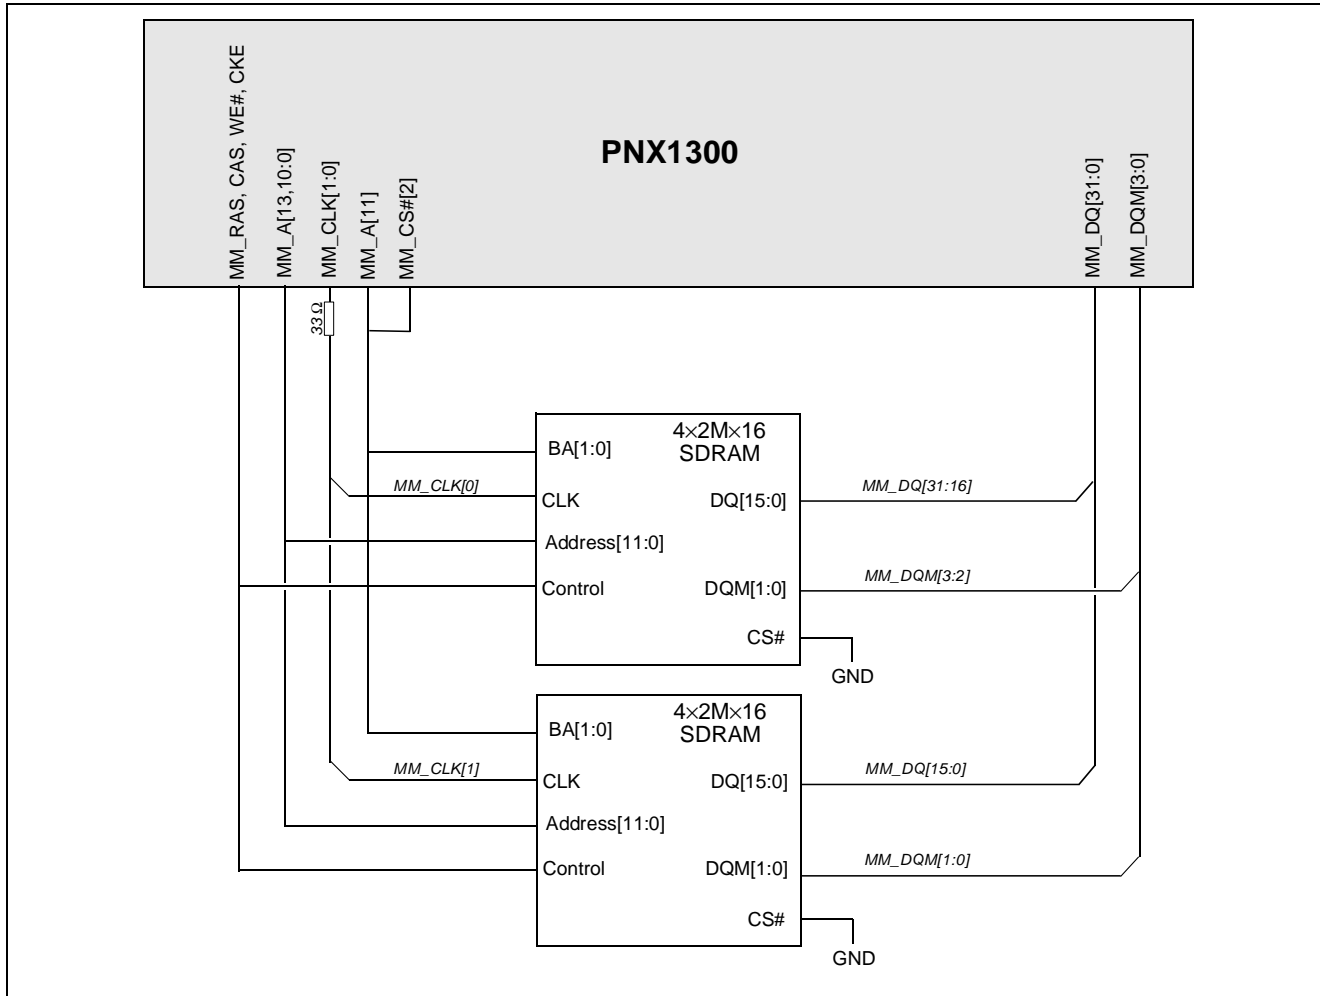 PNX1300
MM_RAS, CAS, WE#, CKE
MM_A[13,10:0]
MM_CLK[1:0]
MM_A[11]
MM_CS#[2]
MM_DQ[31:0]
MM_DQM[3:0]
33 Ω
4×2M×16
SDRAM
BA[1:0]
MM_CLK[0]
CLK
DQ[15:0]
MM_DQ[31:16]
Address[11:0]
Control
DQM[1:0]
MM_DQM[3:2]
CS#
GND
4×2M×16
SDRAM
BA[1:0]
MM_CLK[1]
CLK
DQ[15:0]
MM_DQ[15:0]
Address[11:0]
Control
DQM[1:0]
MM_DQM[1:0]
CS#
GND